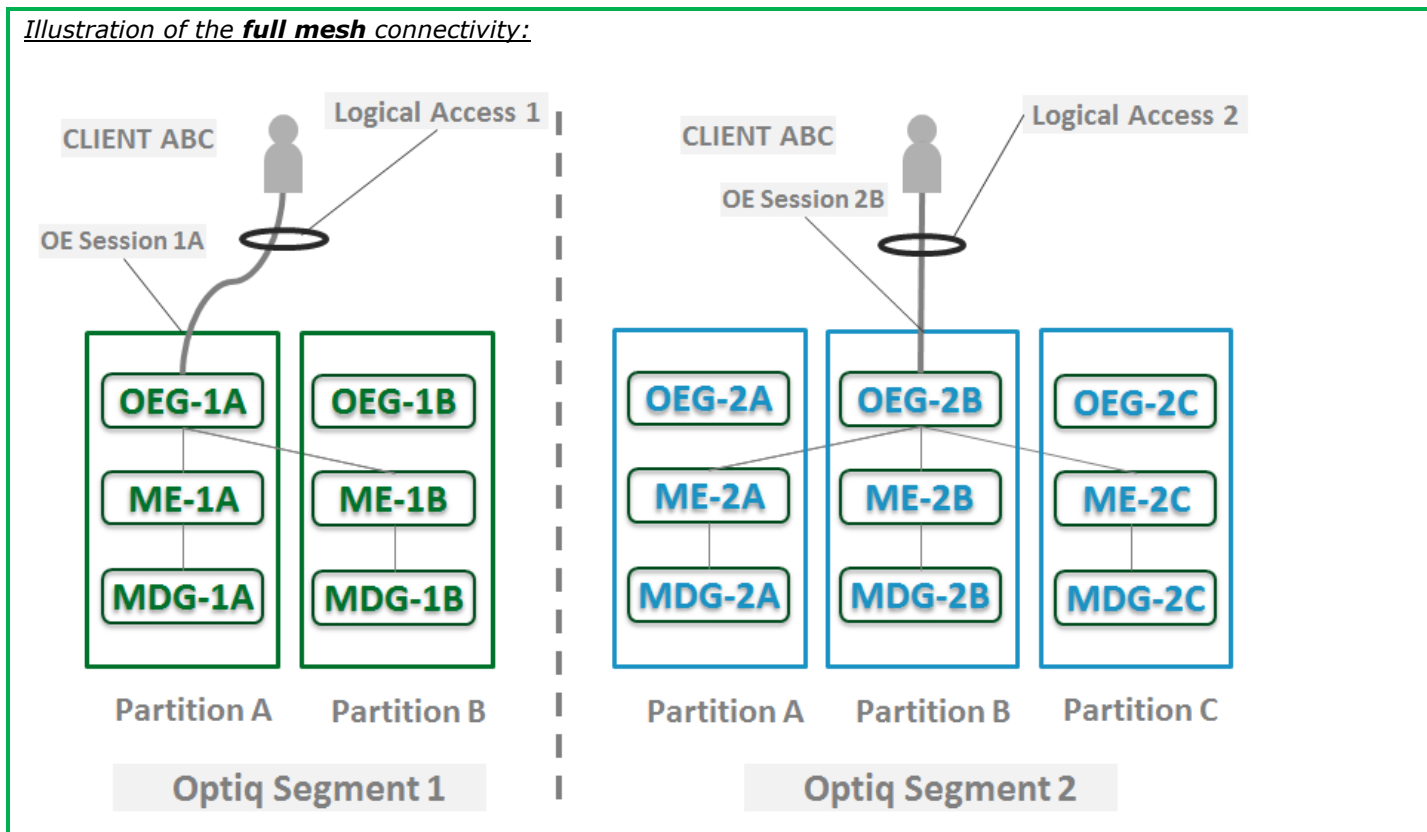 Illustration of the full mesh connectivity:
Logical Access 1
CLIENT ABC
OE Session 1A
OEG-1A
OEG-1B
ME-1A
ME-1B
MDG-1A
MDG-1B
Partition A
Partition B
Optiq Segment 1
Logical Access 2
CLIENT ABC
OE Session 2B
OEG-2A
OEG-2B
OEG-2C
ME-2A
ME-2B
ME-2C
MDG-2A
MDG-2B
MDG-2C
Partition A
Partition B
Partition C
Optiq Segment 2